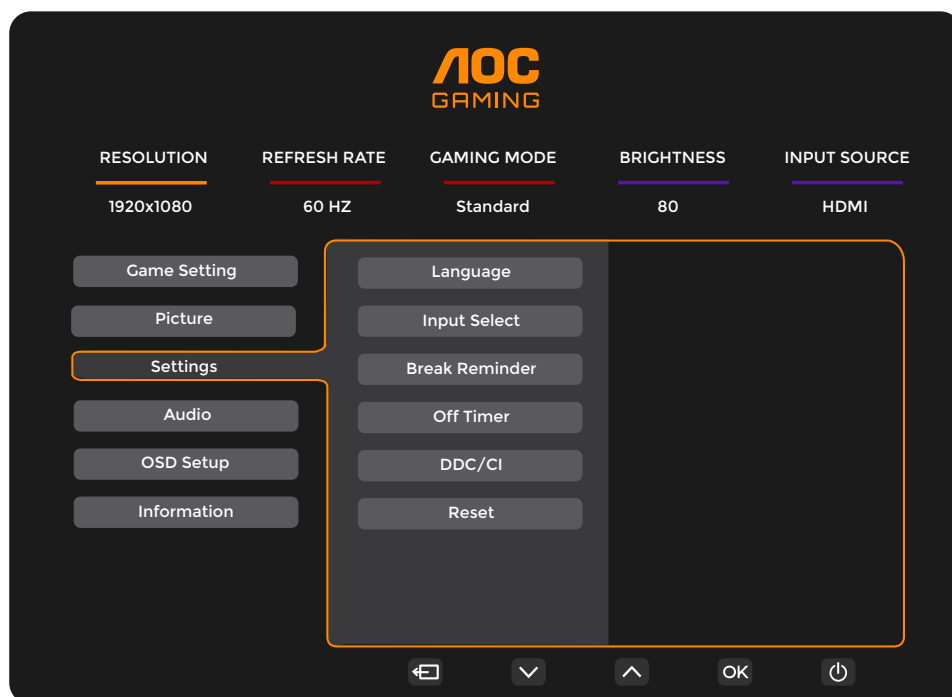 AOC
GAMING
RESOLUTION REFRESH RATE GAMING MODE BRIGHTNESS INPUT SOURCE
1920x1080 60 HZ Standard 80 HDMI
Game Setting Language
Picture Input Select
Settings Break Reminder
Audio Off Timer
OSD Setup DDC/CI
Information Reset
OK